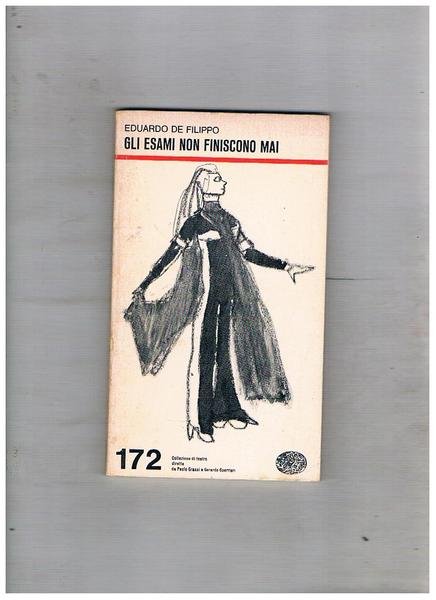 EDUARDO DE FILIPPO
GLI ESAMI NON FINISCONO MAI
172
Collezione di teatro
diretta
da Paolo Grassi e Gerardo Guerrieri